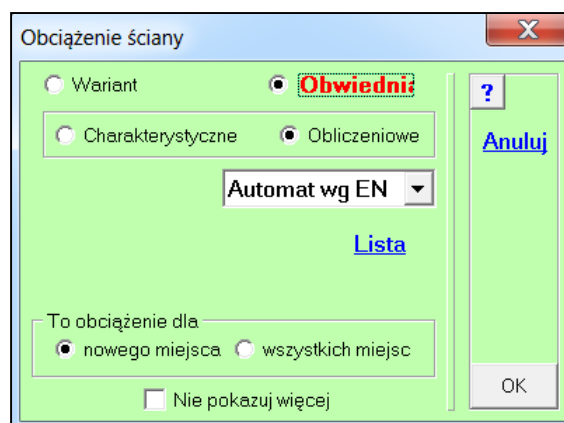 Obciążenie ściany
X
Wariant
Obwiednia
?
Charakterystyczne
Obliczeniowe
Anuluj
Automat wg EN
Lista
To obciążenie dla
nowego miejsca
wszystkich miejsc
Nie pokazuj więcej
OK